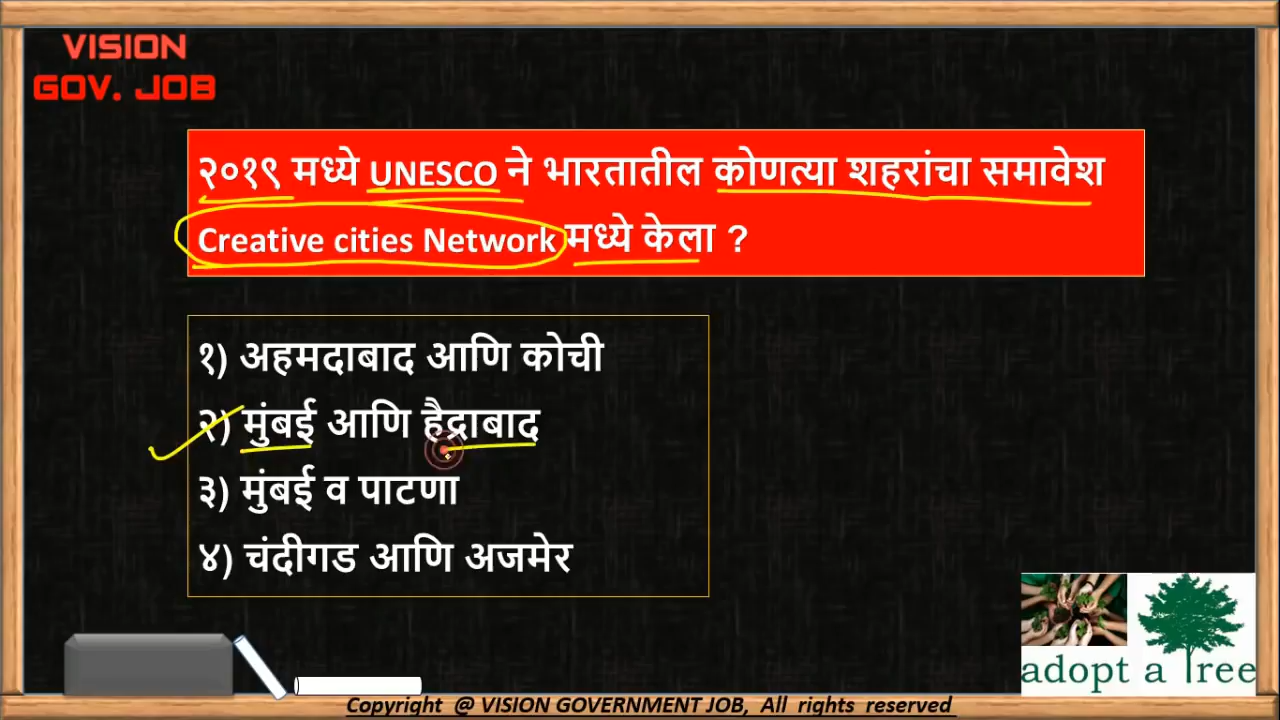 VISION
GOV. JOB
२०१९ मध्ये UNESCO ने भारतातील कोणत्या शहरांचा समावेश
Creative cities Network मध्ये केला ?
१) अहमदाबाद आणि कोची
२) मुंबई आणि हैद्राबाद
३) मुंबई व पाटणा
४) चंदीगड आणि अजमेर
adopt a Tree
Copyright @ VISION GOVERNMENT JOB, All rights reserved